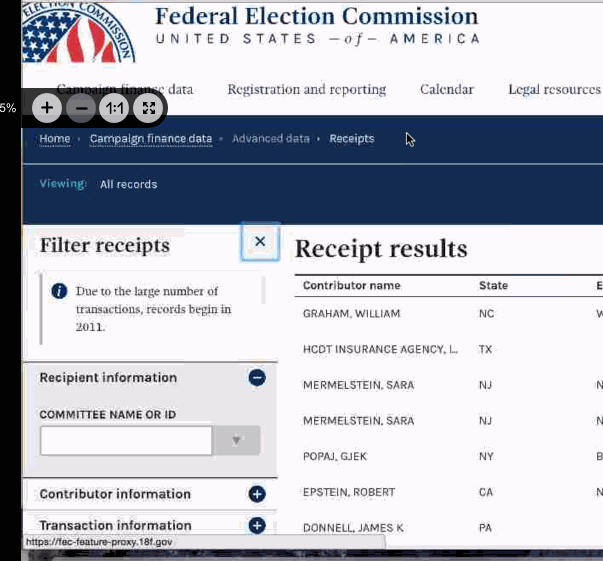 ELECTION COMMISSION
Federal Election Commission
UNITED STATES —of— AMERICA
Campaign finance data Registration and reporting Calendar Legal resources
5% + − 1:1
Home Campaign finance data Advanced data Receipts
Viewing: All records
Filter receipts ×
Due to the large number of
transactions, records begin in
2011.
Recipient information
COMMITTEE NAME OR ID
Contributor information
Transaction information
https://fec-feature-proxy.18f.gov
Receipt results
Contributor name State E
GRAHAM, WILLIAM NC
HCDT INSURANCE AGENCY, I... TX
MERMELSTEIN, SARA NJ N
MERMELSTEIN, SARA NJ N
POPAJ, GJEK NY B
EPSTEIN, ROBERT CA N
DONNELL, JAMES K PA